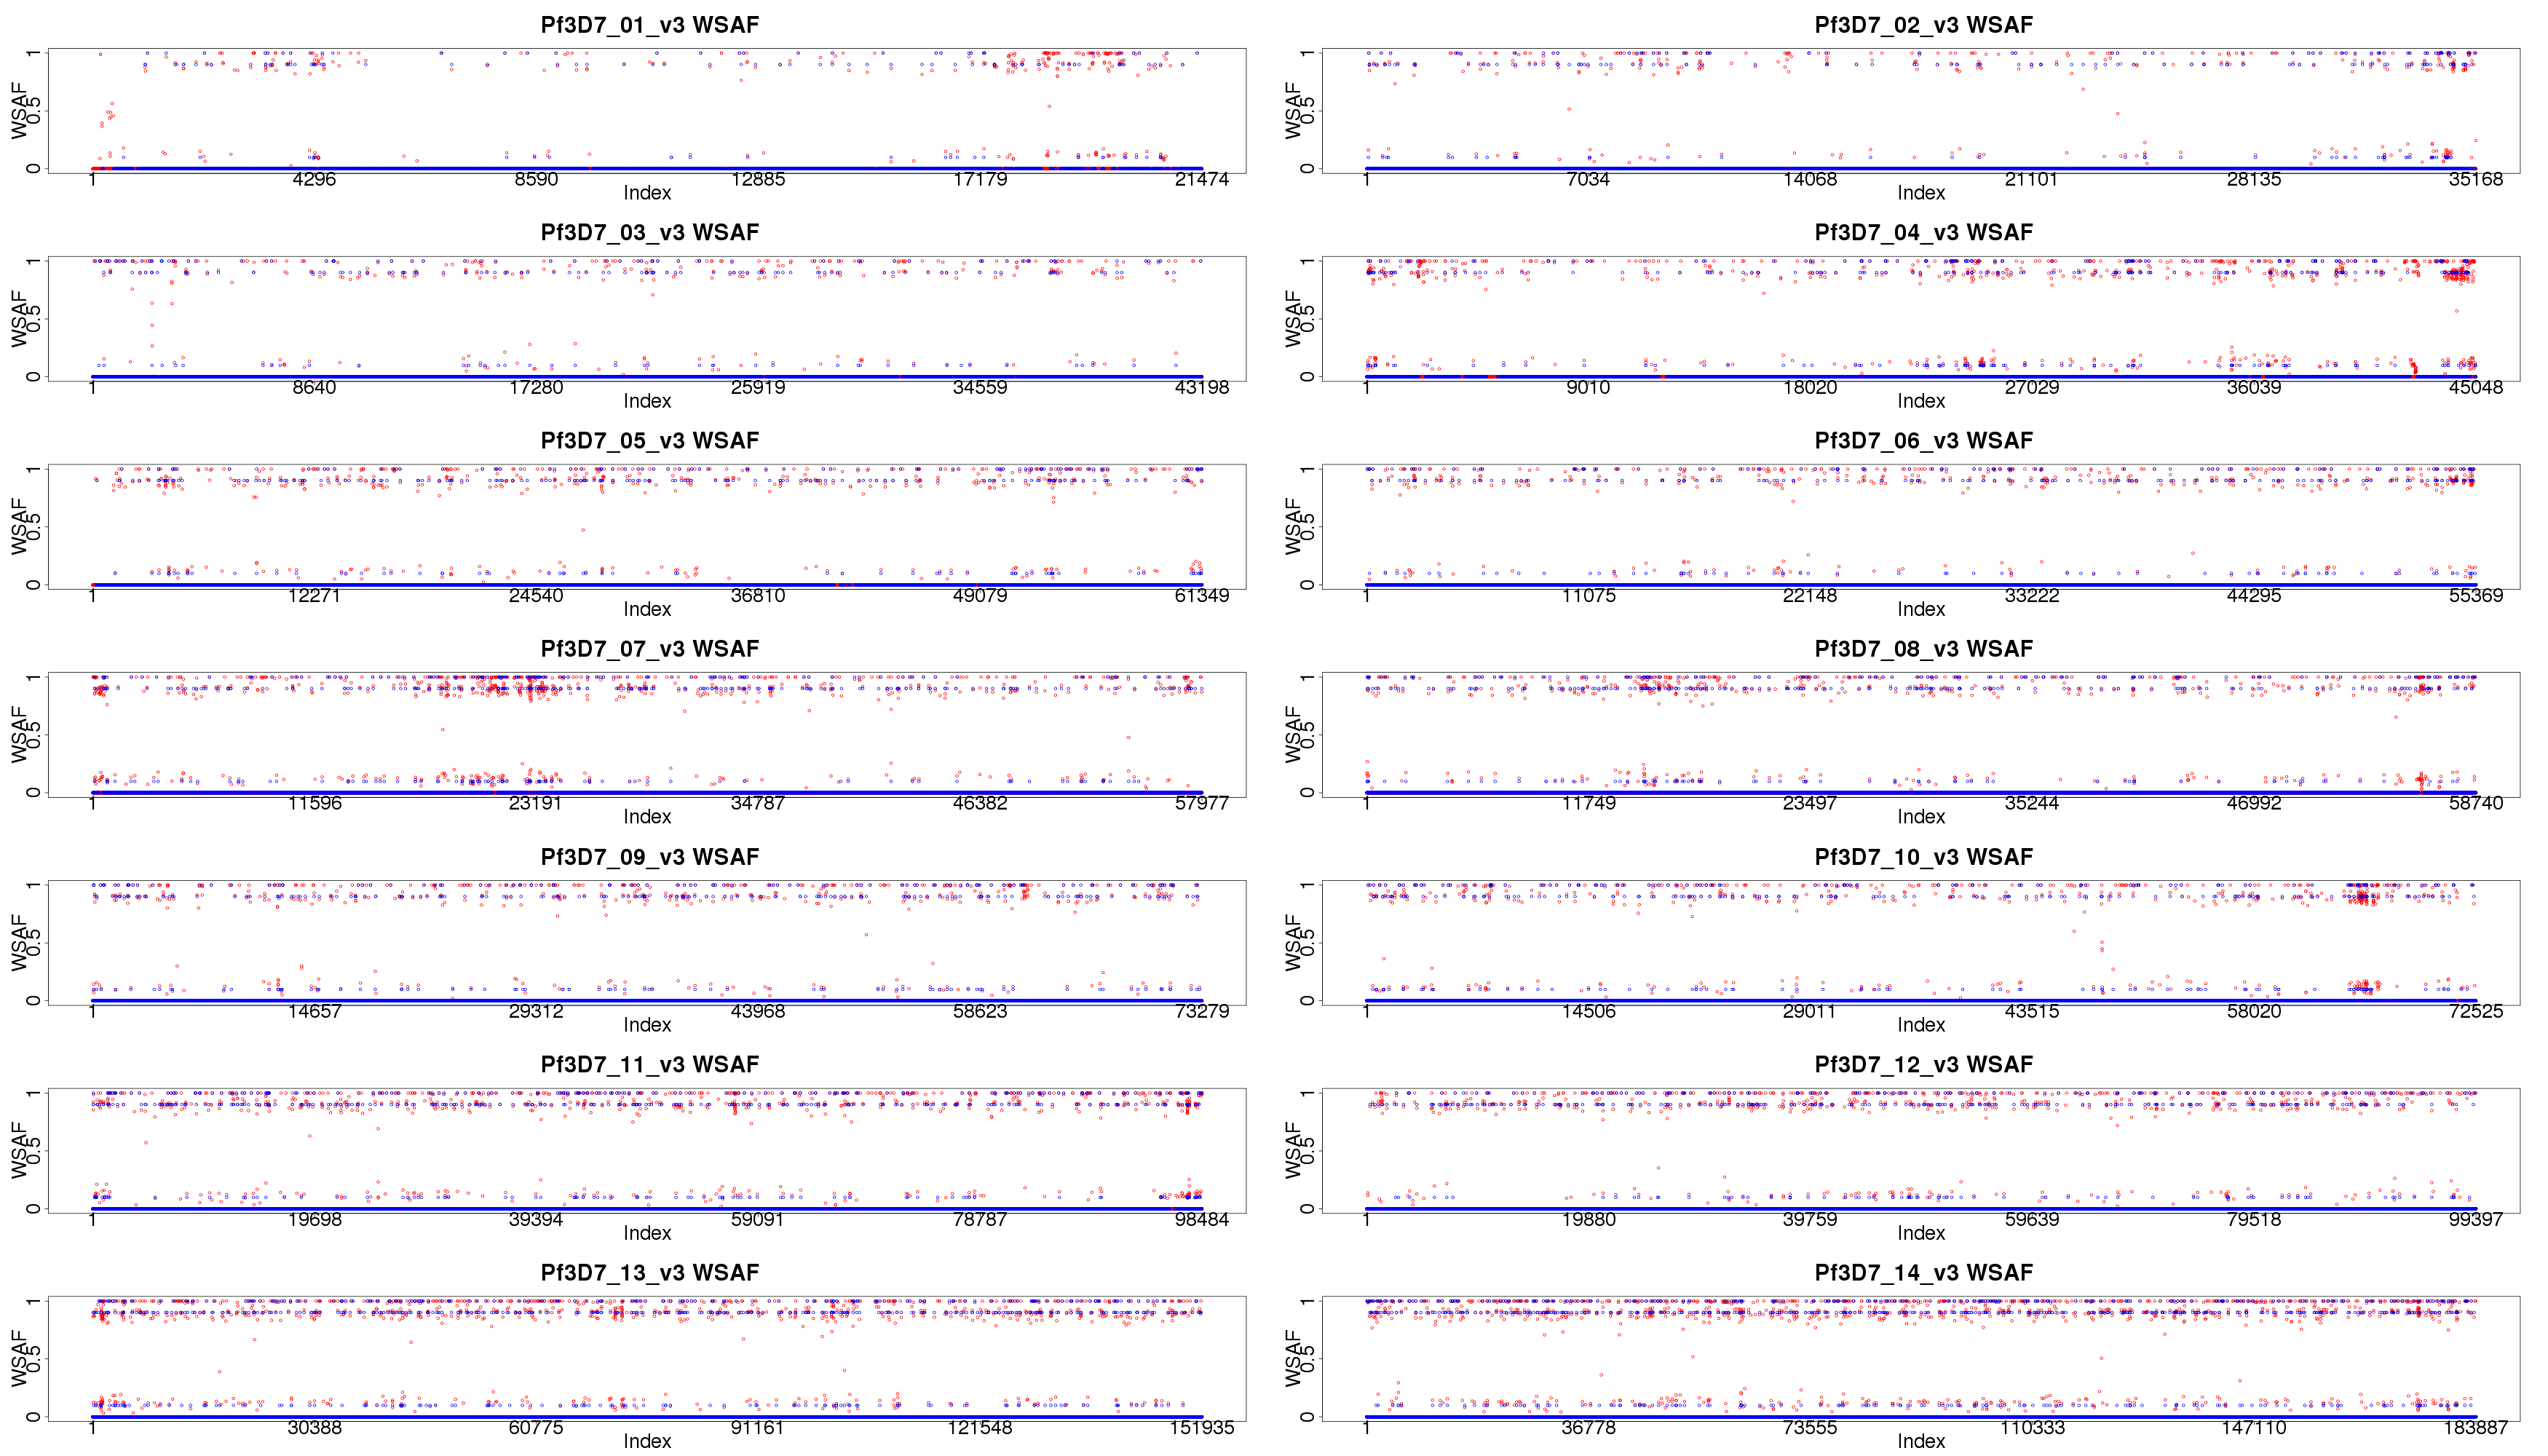 Pf3D7_01_v3 WSAF
WSAF
1
0.5
0
1 4296 8590 12885 17179 21474
Index
Pf3D7_02_v3 WSAF
WSAF
1
0.5
0
1 7034 14068 21101 28135 35168
Index
Pf3D7_03_v3 WSAF
WSAF
1
0.5
0
1 8640 17280 25919 34559 43198
Index
Pf3D7_04_v3 WSAF
WSAF
1
0.5
0
1 9010 18020 27029 36039 45048
Index
Pf3D7_05_v3 WSAF
WSAF
1
0.5
0
1 12271 24540 36810 49079 61349
Index
Pf3D7_06_v3 WSAF
WSAF
1
0.5
0
1 11075 22148 33222 44295 55369
Index
Pf3D7_07_v3 WSAF
WSAF
1
0.5
0
1 11596 23191 34787 46382 57977
Index
Pf3D7_08_v3 WSAF
WSAF
1
0.5
0
1 11749 23497 35244 46992 58740
Index
Pf3D7_09_v3 WSAF
WSAF
1
0.5
0
1 14657 29312 43968 58623 73279
Index
Pf3D7_10_v3 WSAF
WSAF
1
0.5
0
1 14506 29011 43515 58020 72525
Index
Pf3D7_11_v3 WSAF
WSAF
1
0.5
0
1 19698 39394 59091 78787 98484
Index
Pf3D7_12_v3 WSAF
WSAF
1
0.5
0
1 19880 39759 59639 79518 99397
Index
Pf3D7_13_v3 WSAF
WSAF
1
0.5
0
1 30388 60775 91161 121548 151935
Index
Pf3D7_14_v3 WSAF
WSAF
1
0.5
0
1 36778 73555 110333 147110 183887
Index